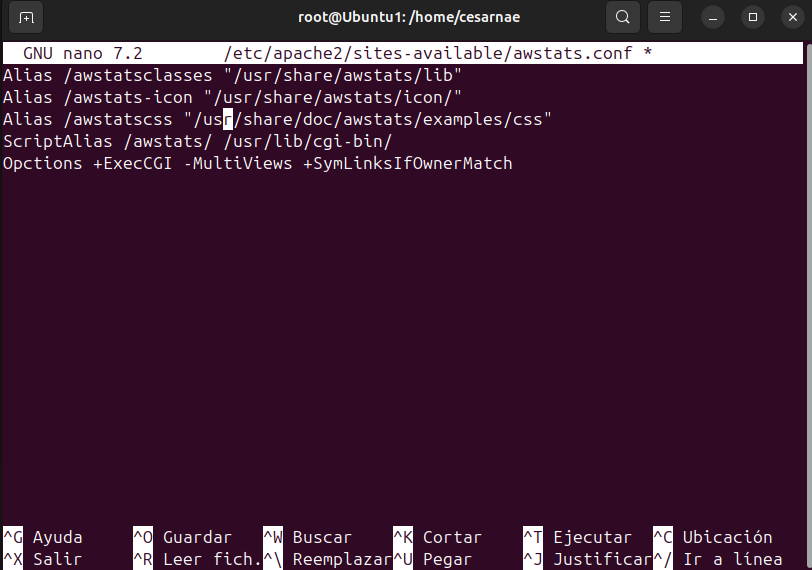 root@Ubuntu1: /home/cesarnae
GNU nano 7.2 /etc/apache2/sites-available/awstats.conf *
Alias /awstatsclasses "/usr/share/awstats/lib"
Alias /awstats-icon "/usr/share/awstats/icon/"
Alias /awstatscss "/usr/share/doc/awstats/examples/css"
ScriptAlias /awstats/ /usr/lib/cgi-bin/
Opctions +ExecCGI -MultiViews +SymLinksIfOwnerMatch
^G Ayuda ^O Guardar ^W Buscar ^K Cortar ^T Ejecutar ^C Ubicación
^X Salir ^R Leer fich. ^\ Reemplazar ^U Pegar ^J Justificar ^/ Ir a línea